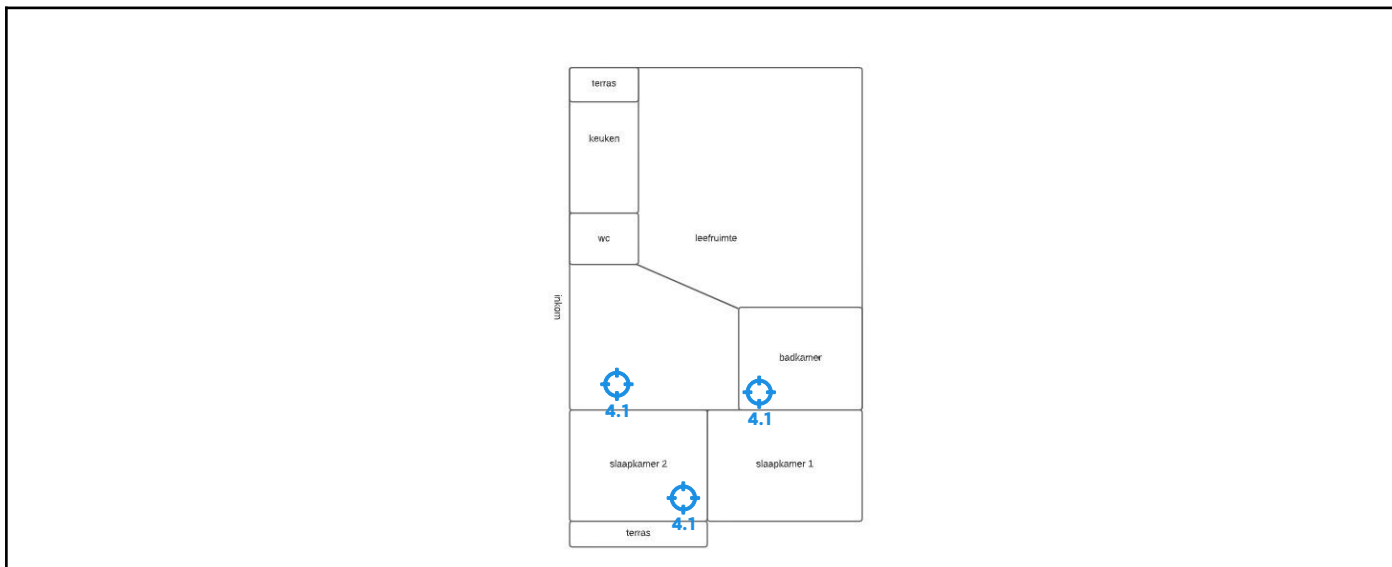 terras
keuken
wc
leefruimte
inkom
badkamer
4.1
4.1
slaapkamer 2
slaapkamer 1
4.1
terras